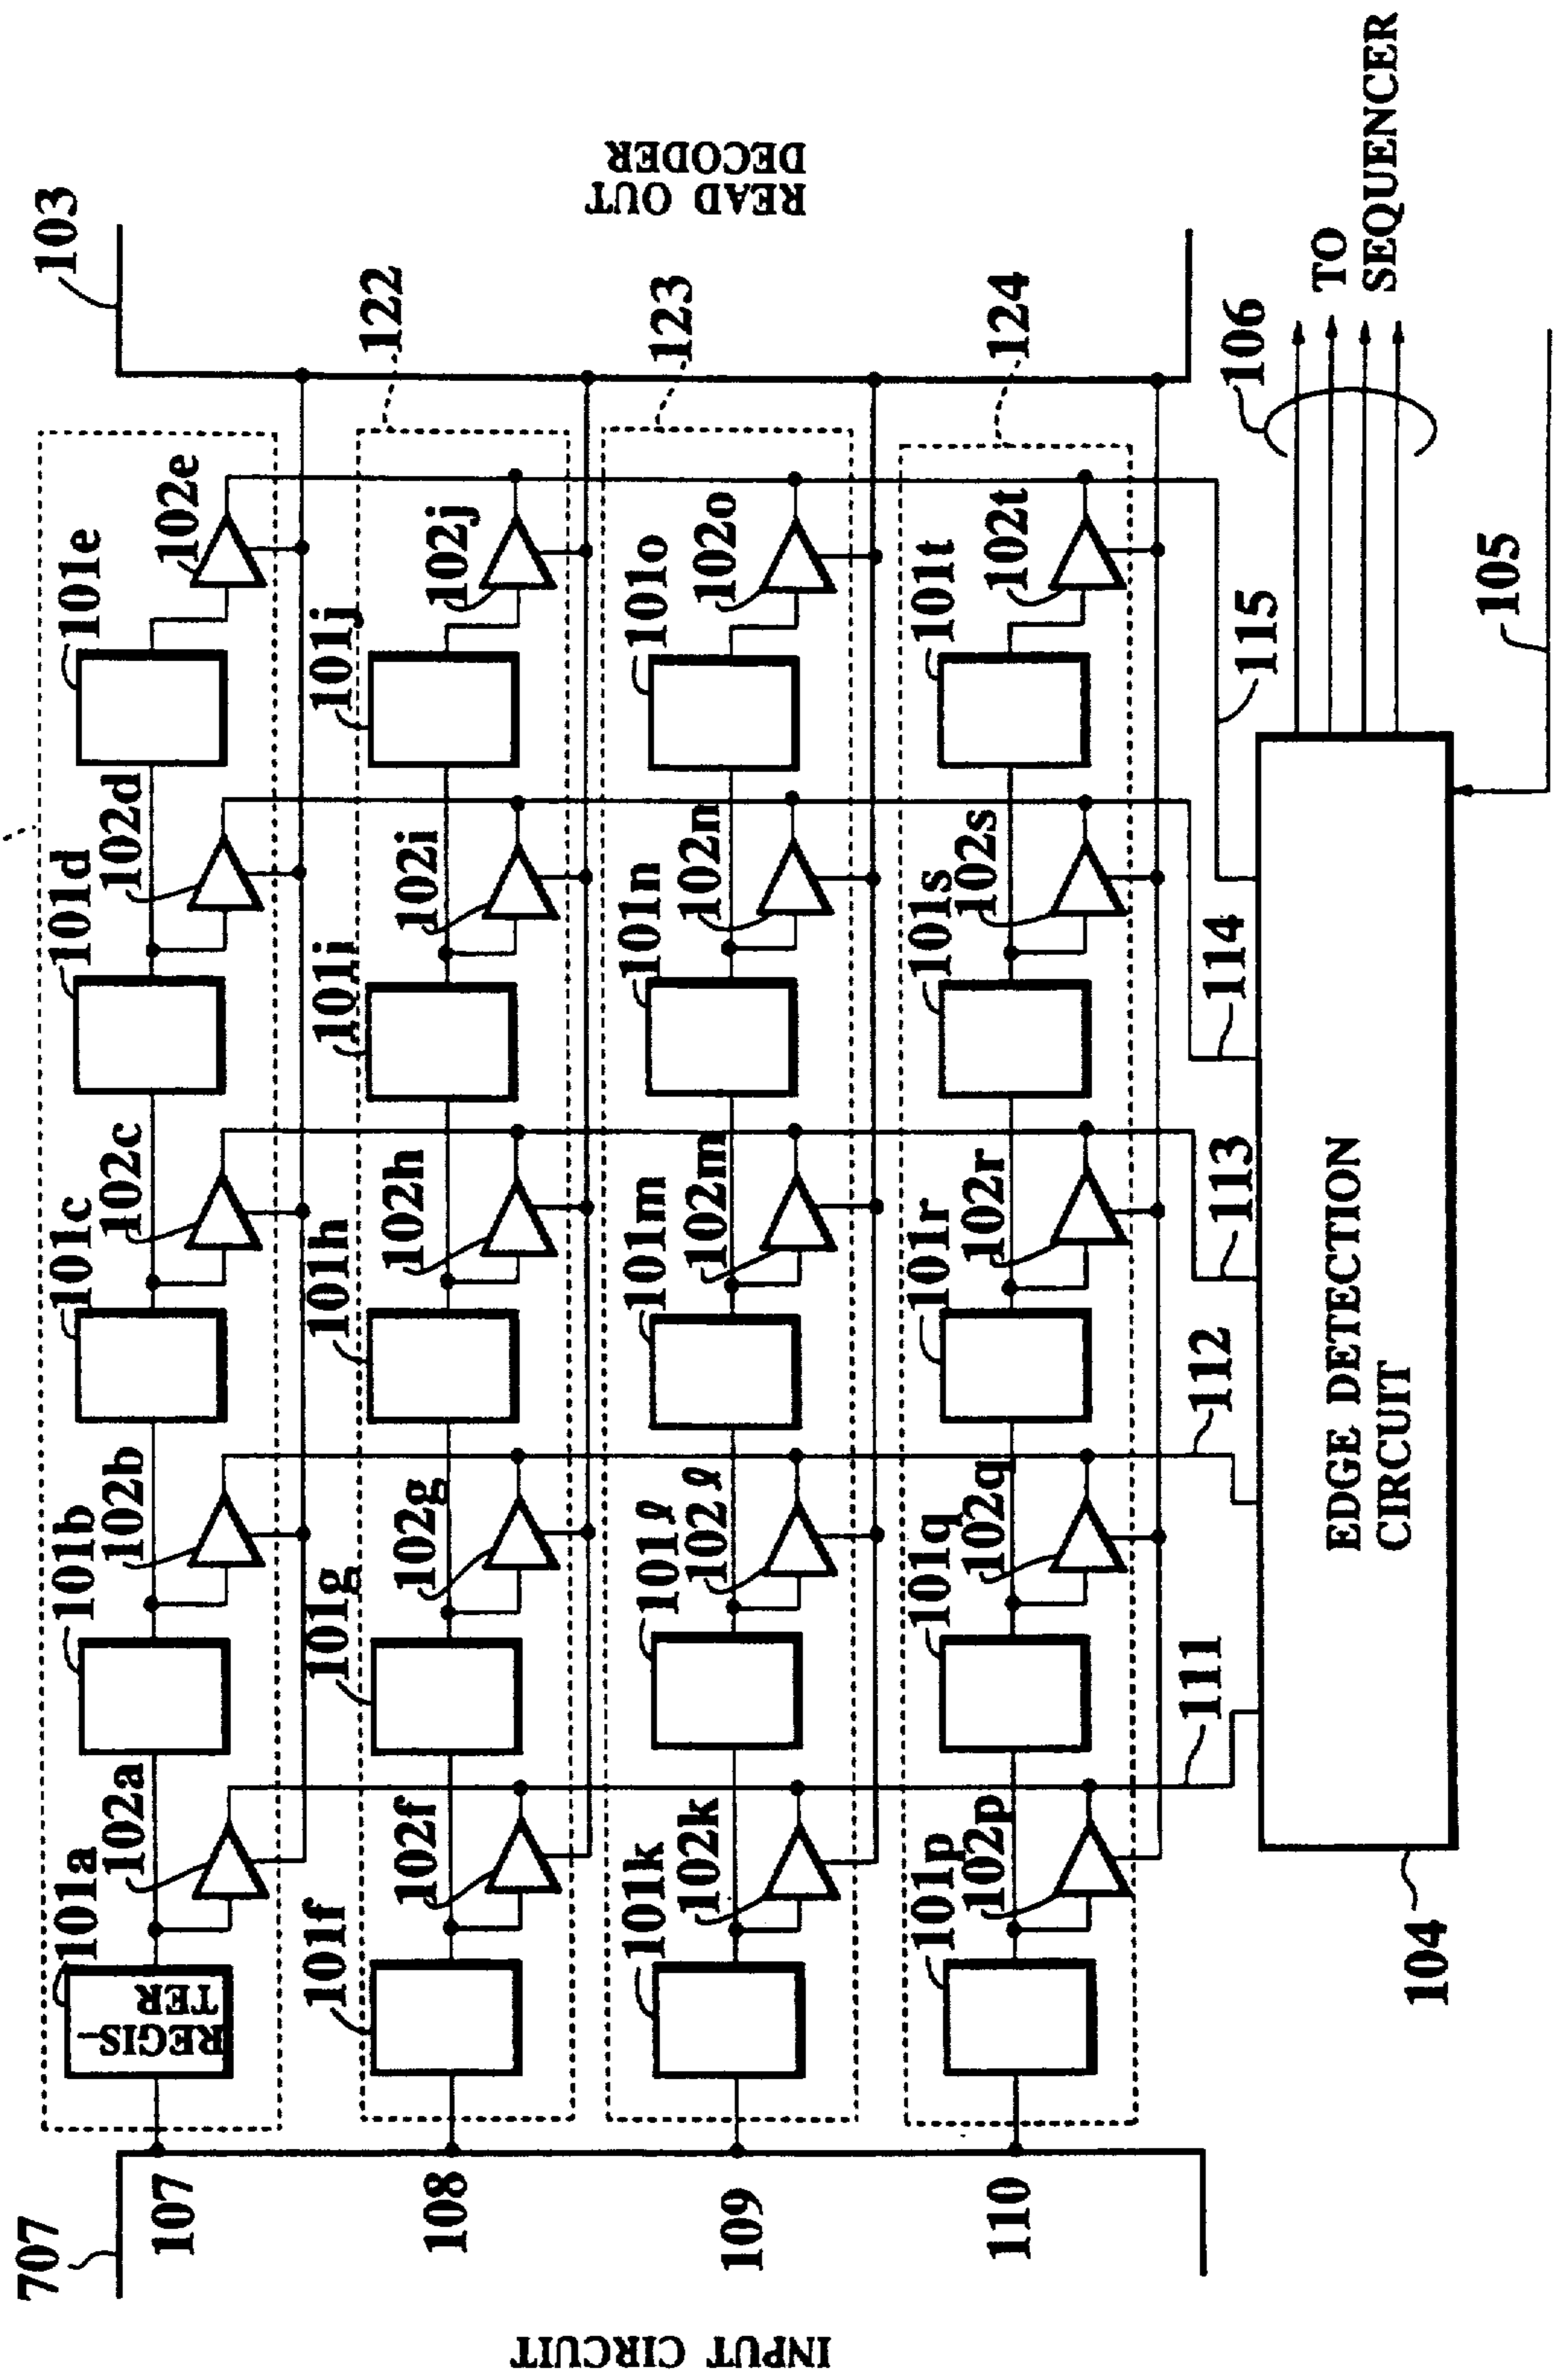 103
READ OUT
DECODER
122
123
124
106
TO
SEQUENCER
101e
102e
101j
102j
101o
102o
101t
102t
115
105
101d
102d
101i
102i
101n
102n
101s
102s
114
101c
102c
101h
102h
101m
102m
101r
102r
113
101b
102b
101g
102g
101ℓ
102ℓ
101q
102q
112
101a
102a
101f
102f
101k
102k
101p
102p
111
REGIS-
TER
EDGE DETECTION
CIRCUIT
104
707
107
108
109
110
INPUT CIRCUIT